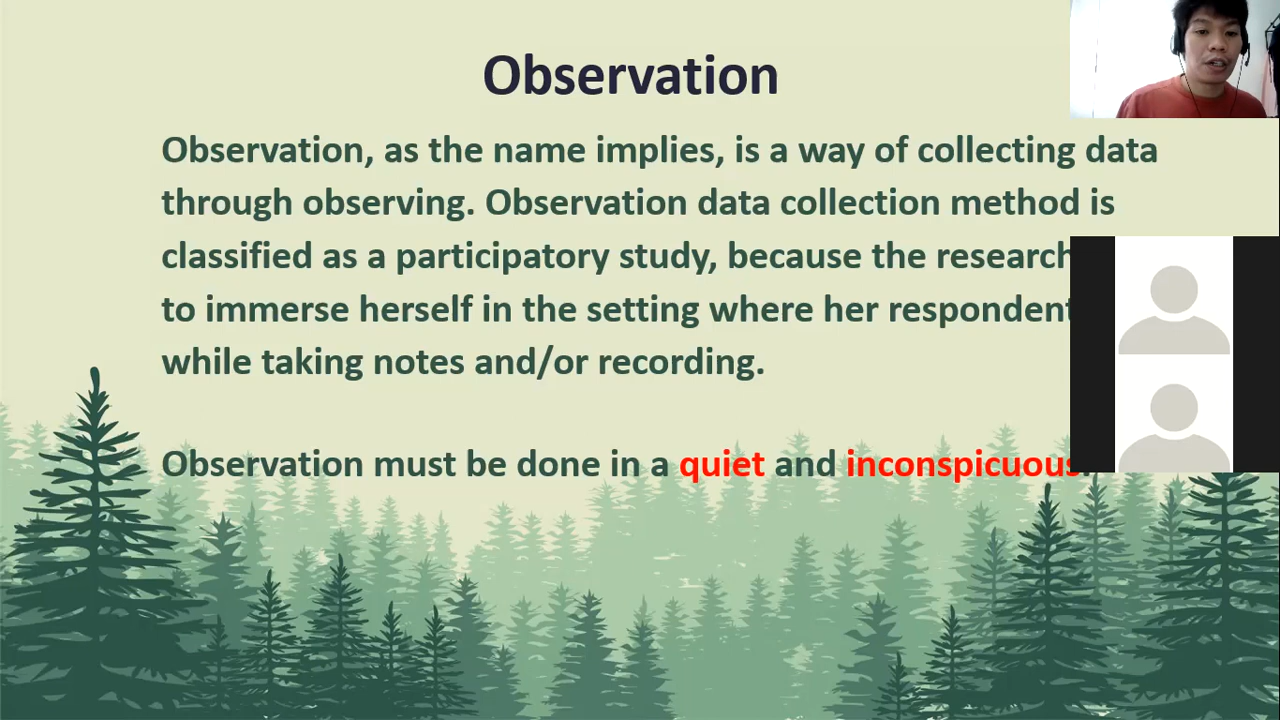 Observation
Observation, as the name implies, is a way of collecting data
through observing. Observation data collection method is
classified as a participatory study, because the research
to immerse herself in the setting where her respondent
while taking notes and/or recording.
Observation must be done in a quiet and inconspicuous.